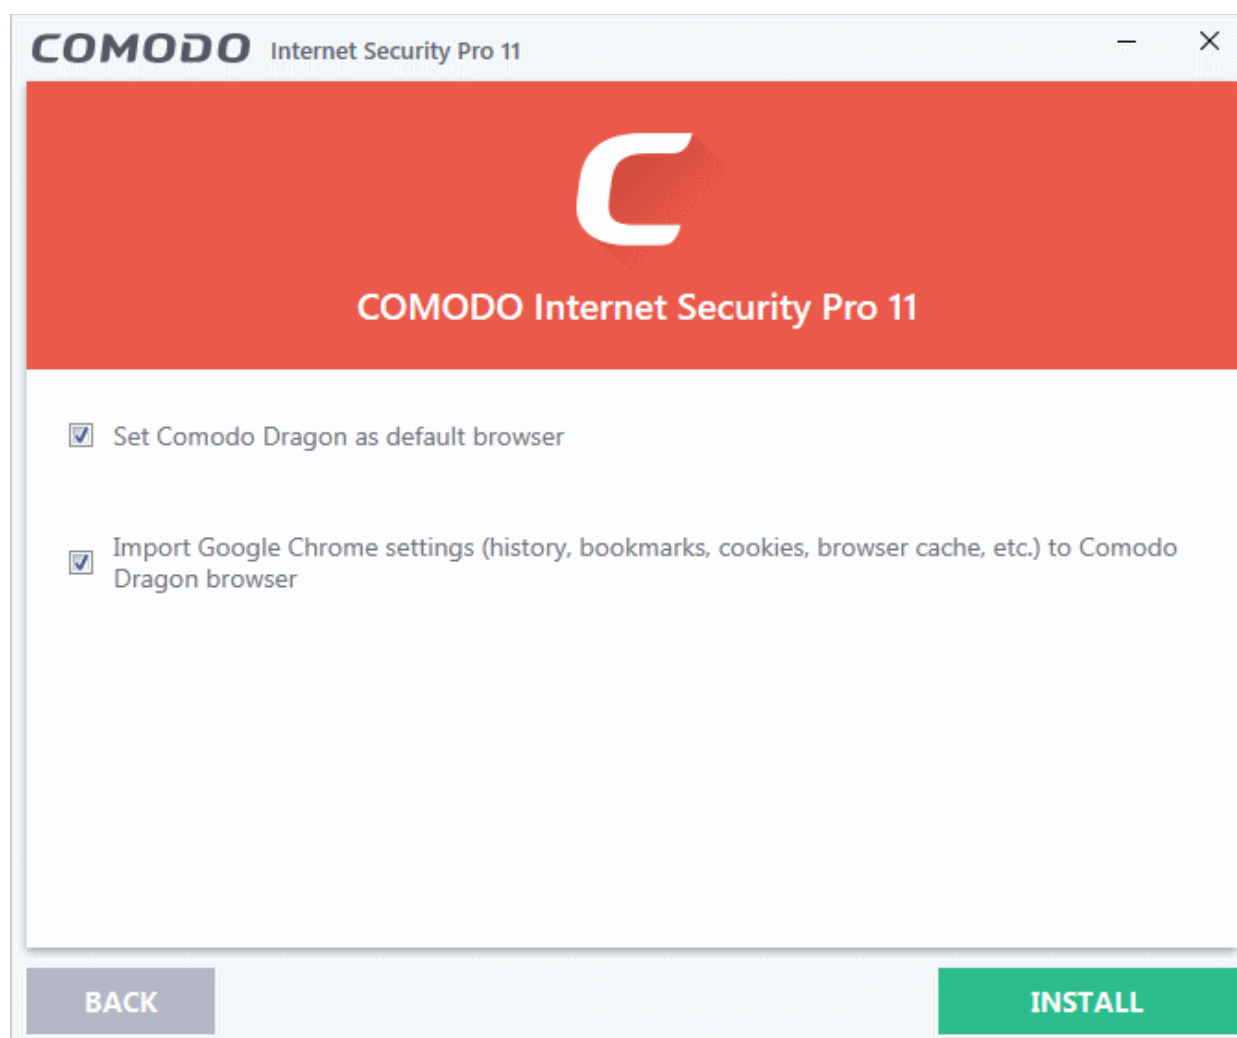 COMODO Internet Security Pro 11
C
COMODO Internet Security Pro 11
Set Comodo Dragon as default browser
Import Google Chrome settings (history, bookmarks, cookies, browser cache, etc.) to Comodo
Dragon browser
BACK INSTALL